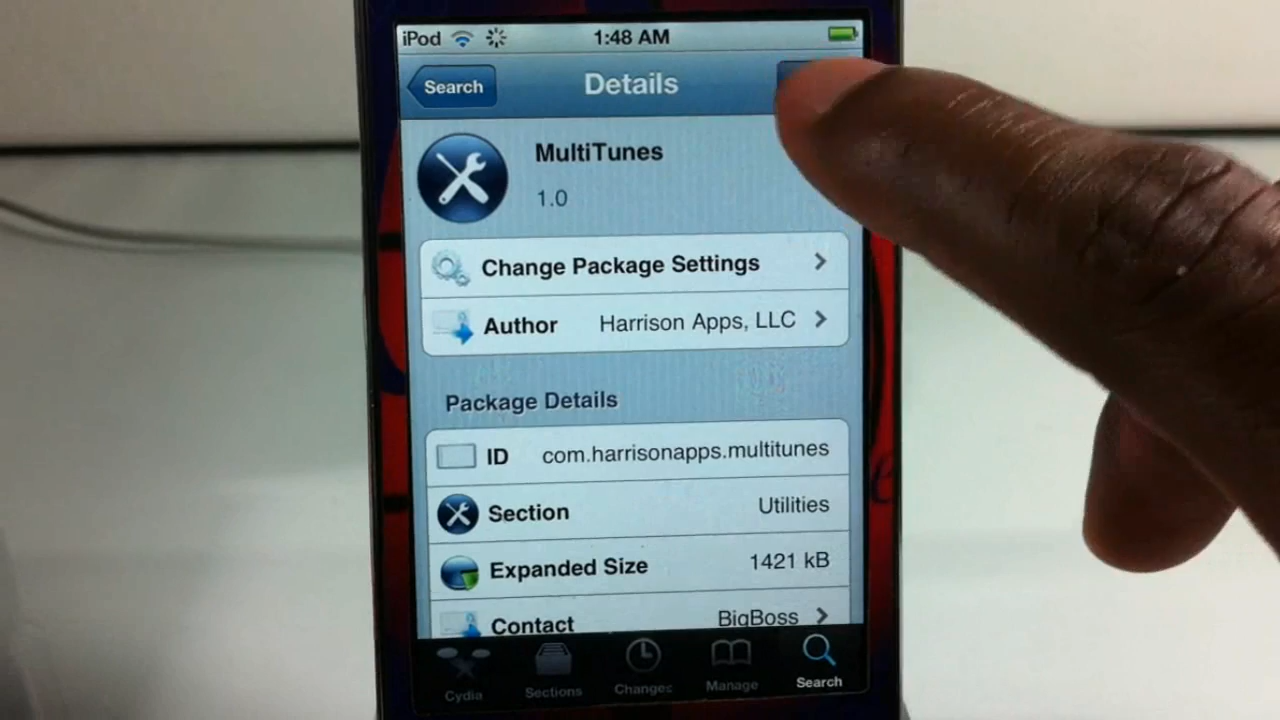 iPod 1:48 AM
Search Details
MultiTunes
1.0
Change Package Settings
Author Harrison Apps, LLC
Package Details
ID com.harrisonapps.multitunes
Section Utilities
Expanded Size 1421 kB
Contact BigBoss
Cydia Sections Changes Manage Search